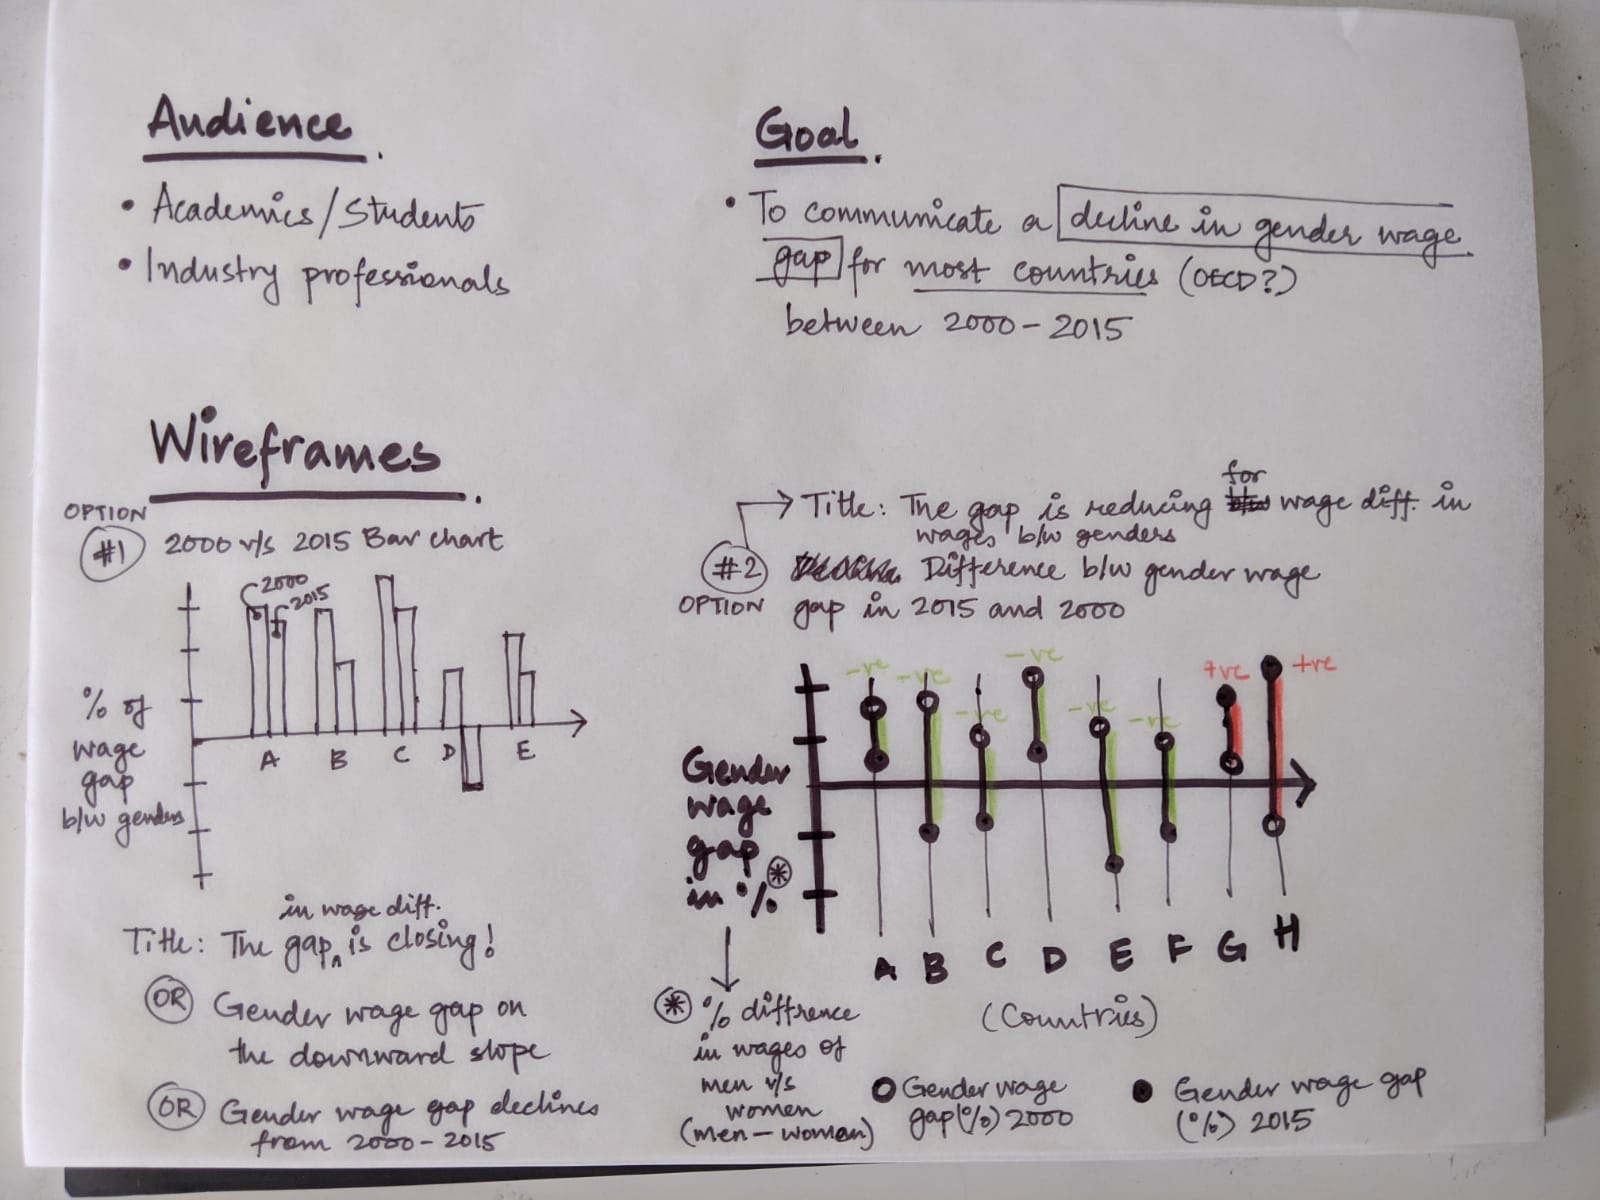 Audience.
• Academics/Students
• Industry professionals
Goal.
• To communicate a decline in gender wage
gap for most countries (OECD?)
between 2000 - 2015
Wireframes.
OPTION
#1 2000 v/s 2015 Bar chart
2000
2015
% of
wage
gap
b/w genders
A B C D E
in wage diff.
Title: The gap ^ is closing!
OR Gender wage gap on
the downward slope
OR Gender wage gap declines
from 2000-2015
for
Title: The gap is reducing b/w wage diff. in
wages b/w genders
#2 Difference b/w gender wage
OPTION gap in 2015 and 2000
-ve -ve -ve -ve -ve -ve +ve +ve
Gender
wage
gap
in % *
A B C D E F G H
(Countries)
* % diffrence
in wages of
men v/s
women
(men - woman)
Gender wage
gap(%) 2000
Gender wage gap
(%) 2015